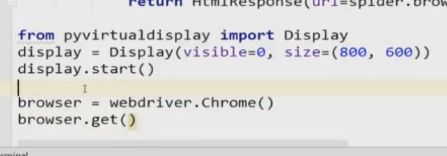 return HtmlResponse(url=spider.brow
from pyvirtualdisplay import Display
display = Display(visible=0, size=(800, 600))
display.start()
browser = webdriver.Chrome()
browser.get()